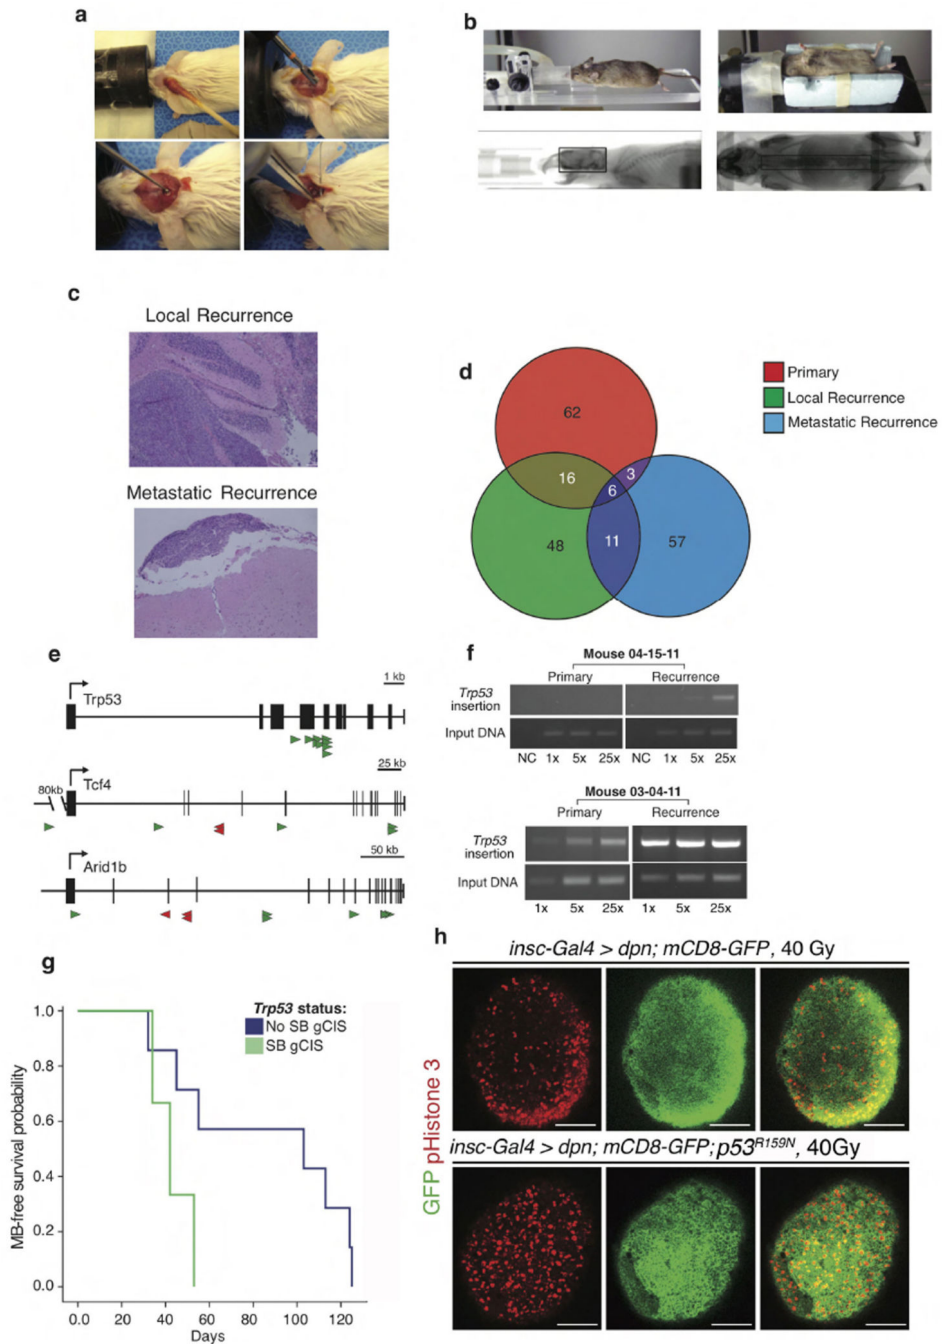 a
b
c
Local Recurrence
Metastatic Recurrence
d
62
16
3
6
48
11
57
Primary
Local Recurrence
Metastatic Recurrence
e
1 kb
Trp53
25 kb
80kb
Tcf4
50 kb
Arid1b
f
Mouse 04-15-11
Primary Recurrence
Trp53
insertion
Input DNA
NC 1x 5x 25x NC 1x 5x 25x
Mouse 03-04-11
Primary Recurrence
Trp53
insertion
Input DNA
1x 5x 25x 1x 5x 25x
g
Trp53 status:
No SB gCIS
SB gCIS
MB-free survival probability
1.0
0.8
0.6
0.4
0.2
0.0
0.0 20 40 60 80 100 120
Days
h
insc-Gal4 > dpn; mCD8-GFP, 40 Gy
GFP pHistone 3
insc-Gal4 > dpn; mCD8-GFP; p53R159N, 40Gy